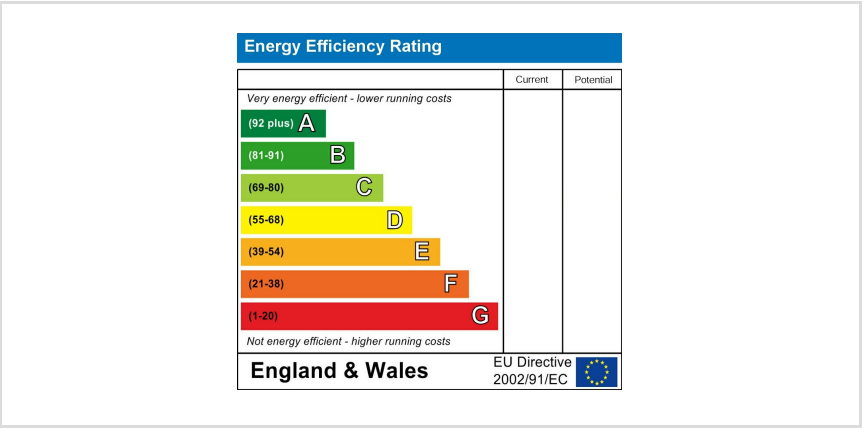 Energy Efficiency Rating
Current Potential
Very energy efficient - lower running costs
(92 plus) A
(81-91) B
(69-80) C
(55-68) D
(39-54) E
(21-38) F
(1-20) G
Not energy efficient - higher running costs
England & Wales
EU Directive
2002/91/EC